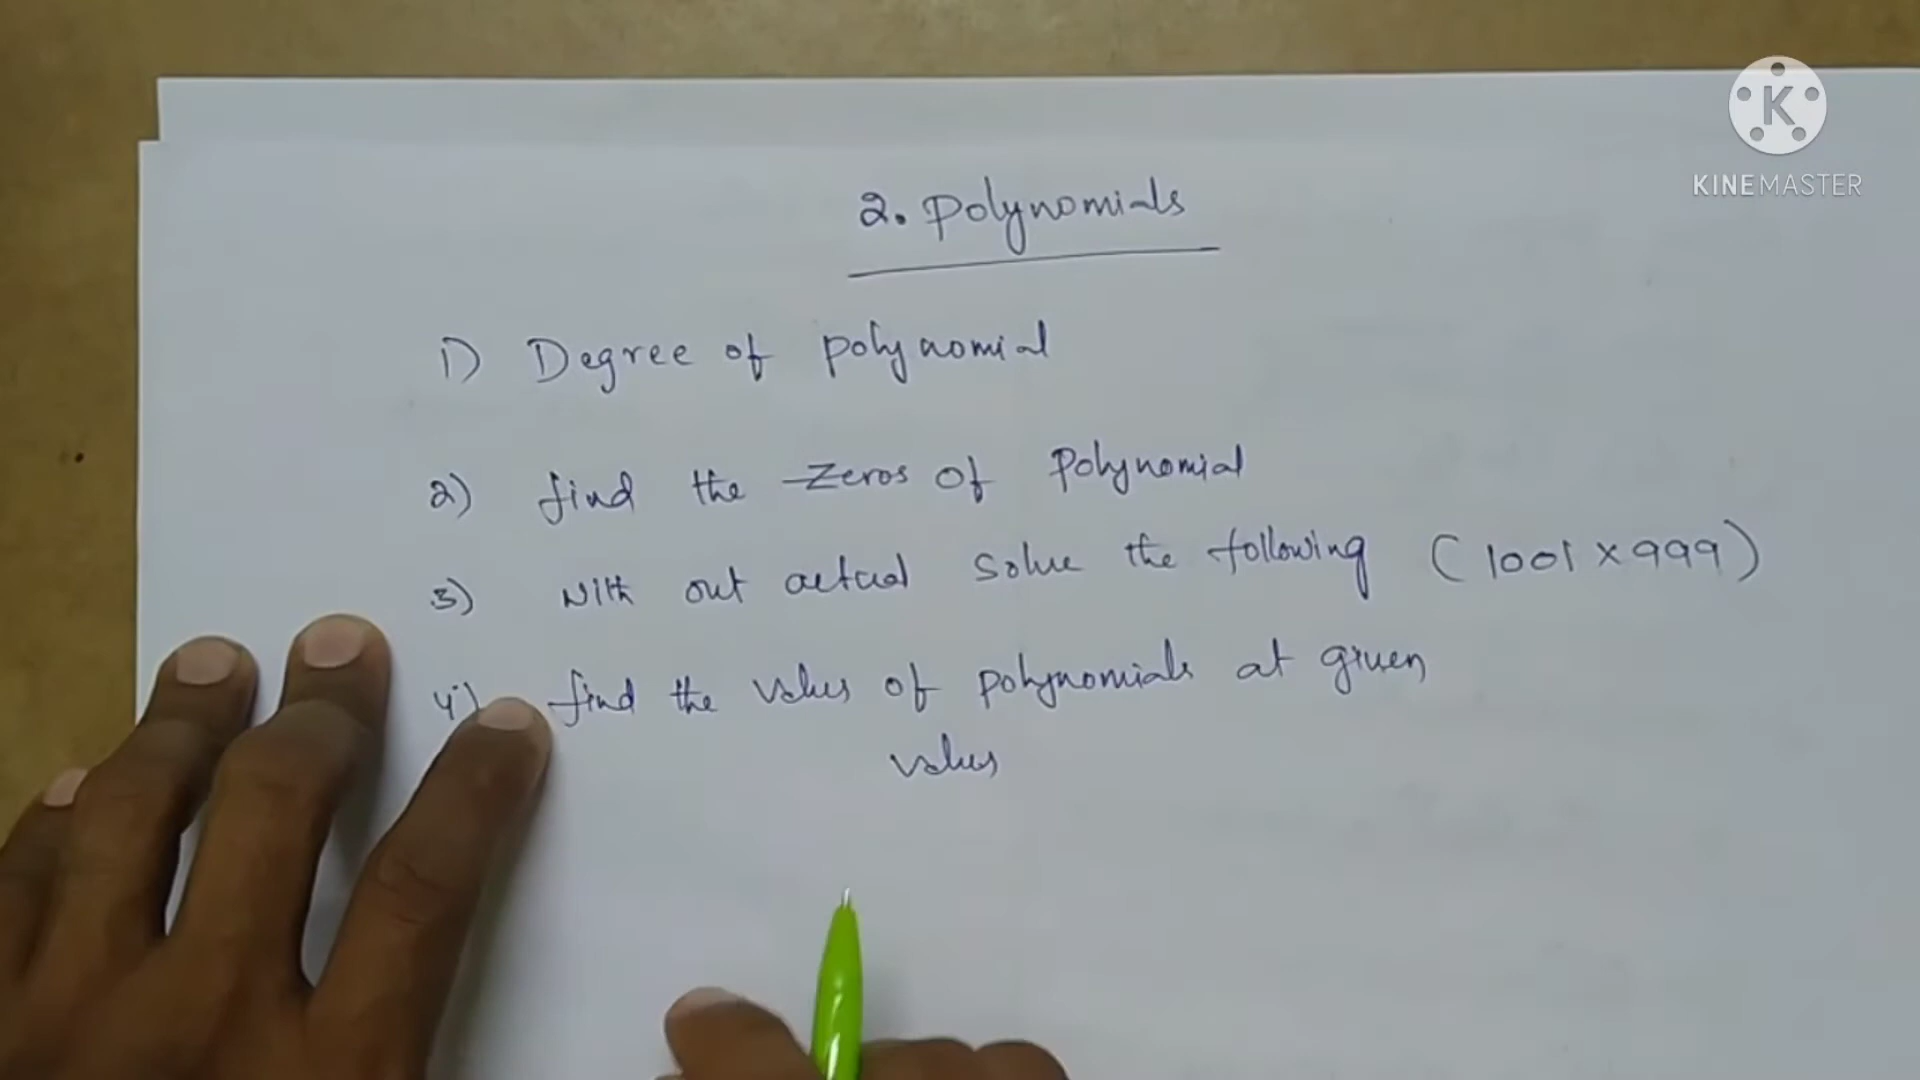 K
KINEMASTER
2. Polynomials
1) Degree of polynomial
2) find the zeros of Polynomial
3) With out actual Solve the following (1001 x 999)
4) find the values of polynomials at given
values